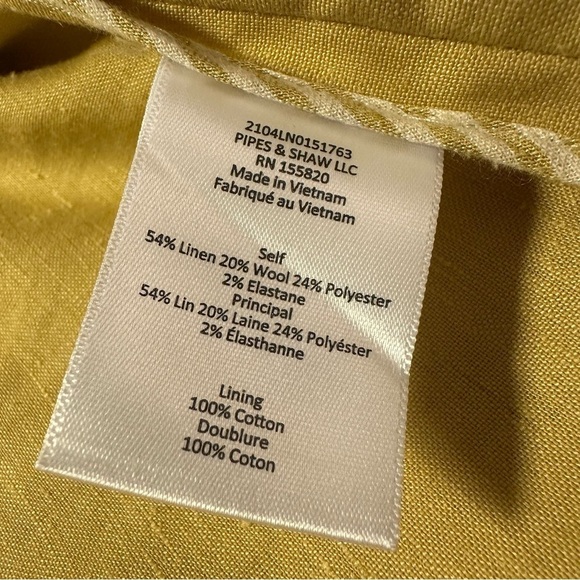 2104LN0151763
PIPES & SHAW LLC
RN 155820
Made in Vietnam
Fabriqué au Vietnam
Self
54% Linen 20% Wool 24% Polyester
2% Elastane
Principal
54% Lin 20% Laine 24% Polyéster
2% Élasthanne
Lining
100% Cotton
Doublure
100% Coton